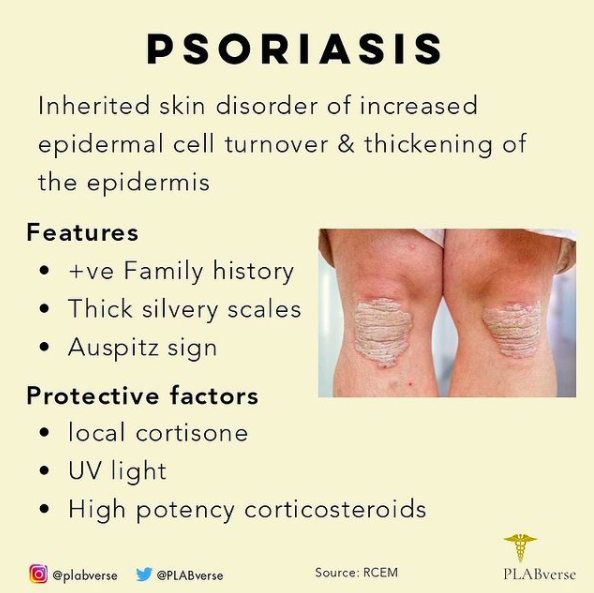 PSORIASIS
Inherited skin disorder of increased
epidermal cell turnover & thickening of
the epidermis
Features
• +ve Family history
• Thick silvery scales
• Auspitz sign
Protective factors
• local cortisone
• UV light
• High potency corticosteroids
@plabverse @PLABverse Source: RCEM PLABverse